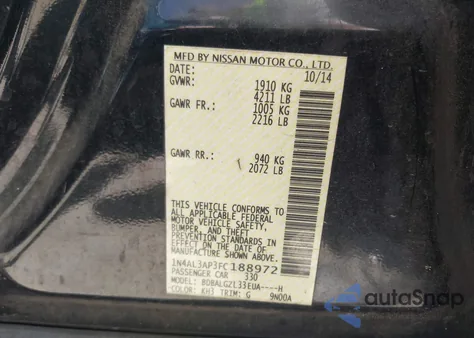 MFD BY NISSAN MOTOR CO., LTD.
DATE: 10/14
GVWR: 1910 KG
4211 LB
GAWR FR.: 1005 KG
2216 LB
GAWR RR.: 940 KG
2072 LB
THIS VEHICLE CONFORMS TO
ALL APPLICABLE FEDERAL
MOTOR VEHICLE SAFETY,
BUMPER, AND THEFT
PREVENTION STANDARDS
IN EFFECT ON THE DATE OF
MANUFACTURE SHOWN ABOVE.
1N4AL3AP3FC188972
PASSENGER CAR 330
MODEL: BDBALGZL33EUA----H
COLOR: KH3 TRIM: G 9N00A
autoSnap